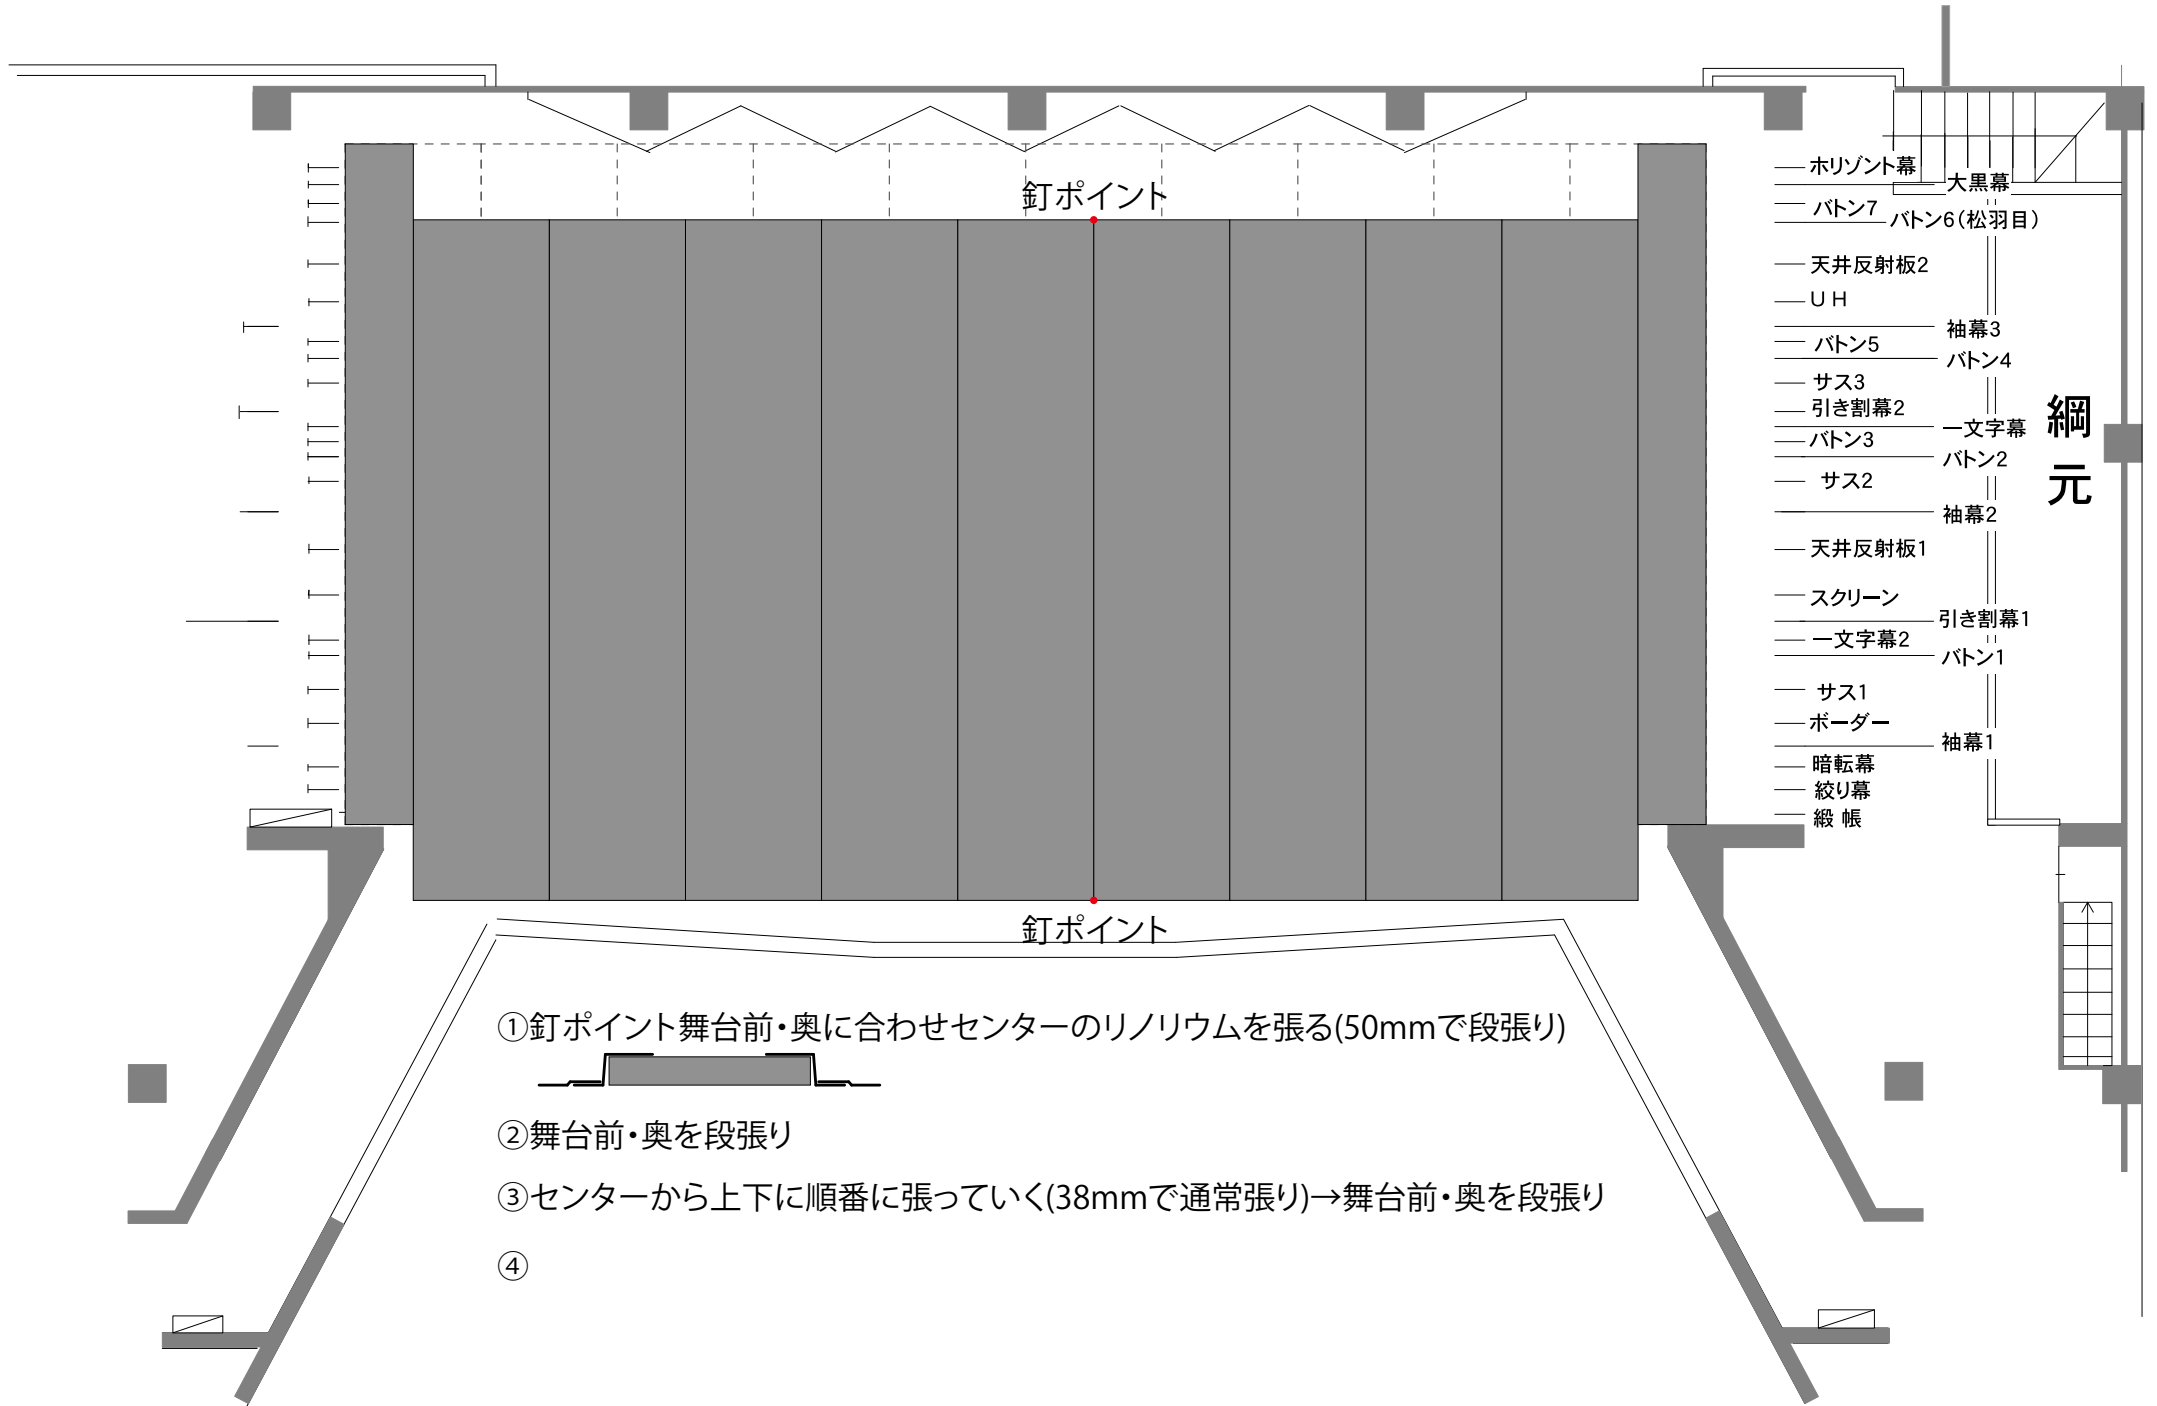 釘ポイント
ホリゾント幕
大黒幕
バトン7
バトン6(松羽目)
天井反射板2
UH
袖幕3
バトン5
バトン4
サス3
引き割幕2
一文字幕
バトン3
バトン2
サス2
袖幕2
天井反射板1
スクリーン
引き割幕1
一文字幕2
バトン1
サス1
ボーダー
袖幕1
暗転幕
絞り幕
緞 帳
綱
元
釘ポイント
①釘ポイント舞台前・奥に合わせセンターのリノリウムを張る(50mmで段張り)
②舞台前・奥を段張り
③センターから上下に順番に張っていく(38mmで通常張り)→舞台前・奥を段張り
④